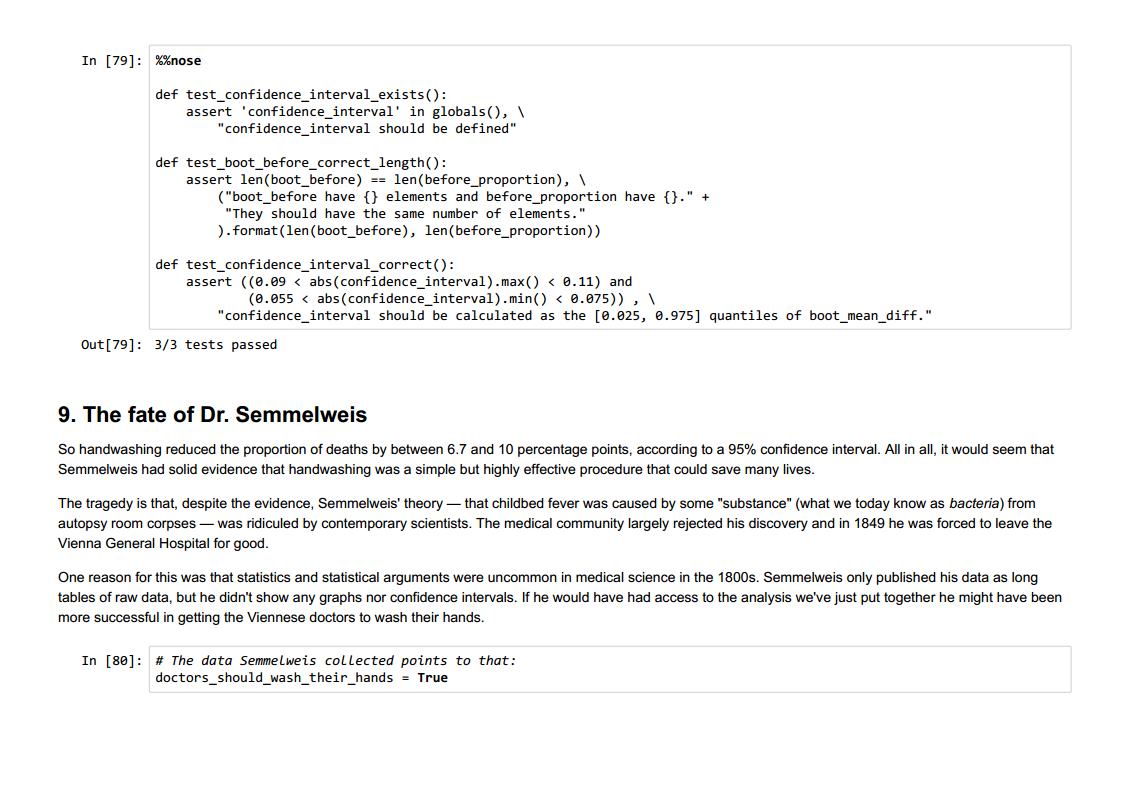 In [79]: %%nose
def test_confidence_interval_exists():
    assert 'confidence_interval' in globals(), \
        "confidence_interval should be defined"
def test_boot_before_correct_length():
    assert len(boot_before) == len(before_proportion), \
        ("boot_before have {} elements and before_proportion have {}." +
         "They should have the same number of elements."
        ).format(len(boot_before), len(before_proportion))
def test_confidence_interval_correct():
    assert ((0.09 < abs(confidence_interval).max() < 0.11) and
            (0.055 < abs(confidence_interval).min() < 0.075)) , \
        "confidence_interval should be calculated as the [0.025, 0.975] quantiles of boot_mean_diff."
Out[79]: 3/3 tests passed
9. The fate of Dr. Semmelweis
So handwashing reduced the proportion of deaths by between 6.7 and 10 percentage points, according to a 95% confidence interval. All in all, it would seem that
Semmelweis had solid evidence that handwashing was a simple but highly effective procedure that could save many lives.
The tragedy is that, despite the evidence, Semmelweis' theory — that childbed fever was caused by some "substance" (what we today know as bacteria) from
autopsy room corpses — was ridiculed by contemporary scientists. The medical community largely rejected his discovery and in 1849 he was forced to leave the
Vienna General Hospital for good.
One reason for this was that statistics and statistical arguments were uncommon in medical science in the 1800s. Semmelweis only published his data as long
tables of raw data, but he didn't show any graphs nor confidence intervals. If he would have had access to the analysis we've just put together he might have been
more successful in getting the Viennese doctors to wash their hands.
In [80]: # The data Semmelweis collected points to that:
doctors_should_wash_their_hands = True